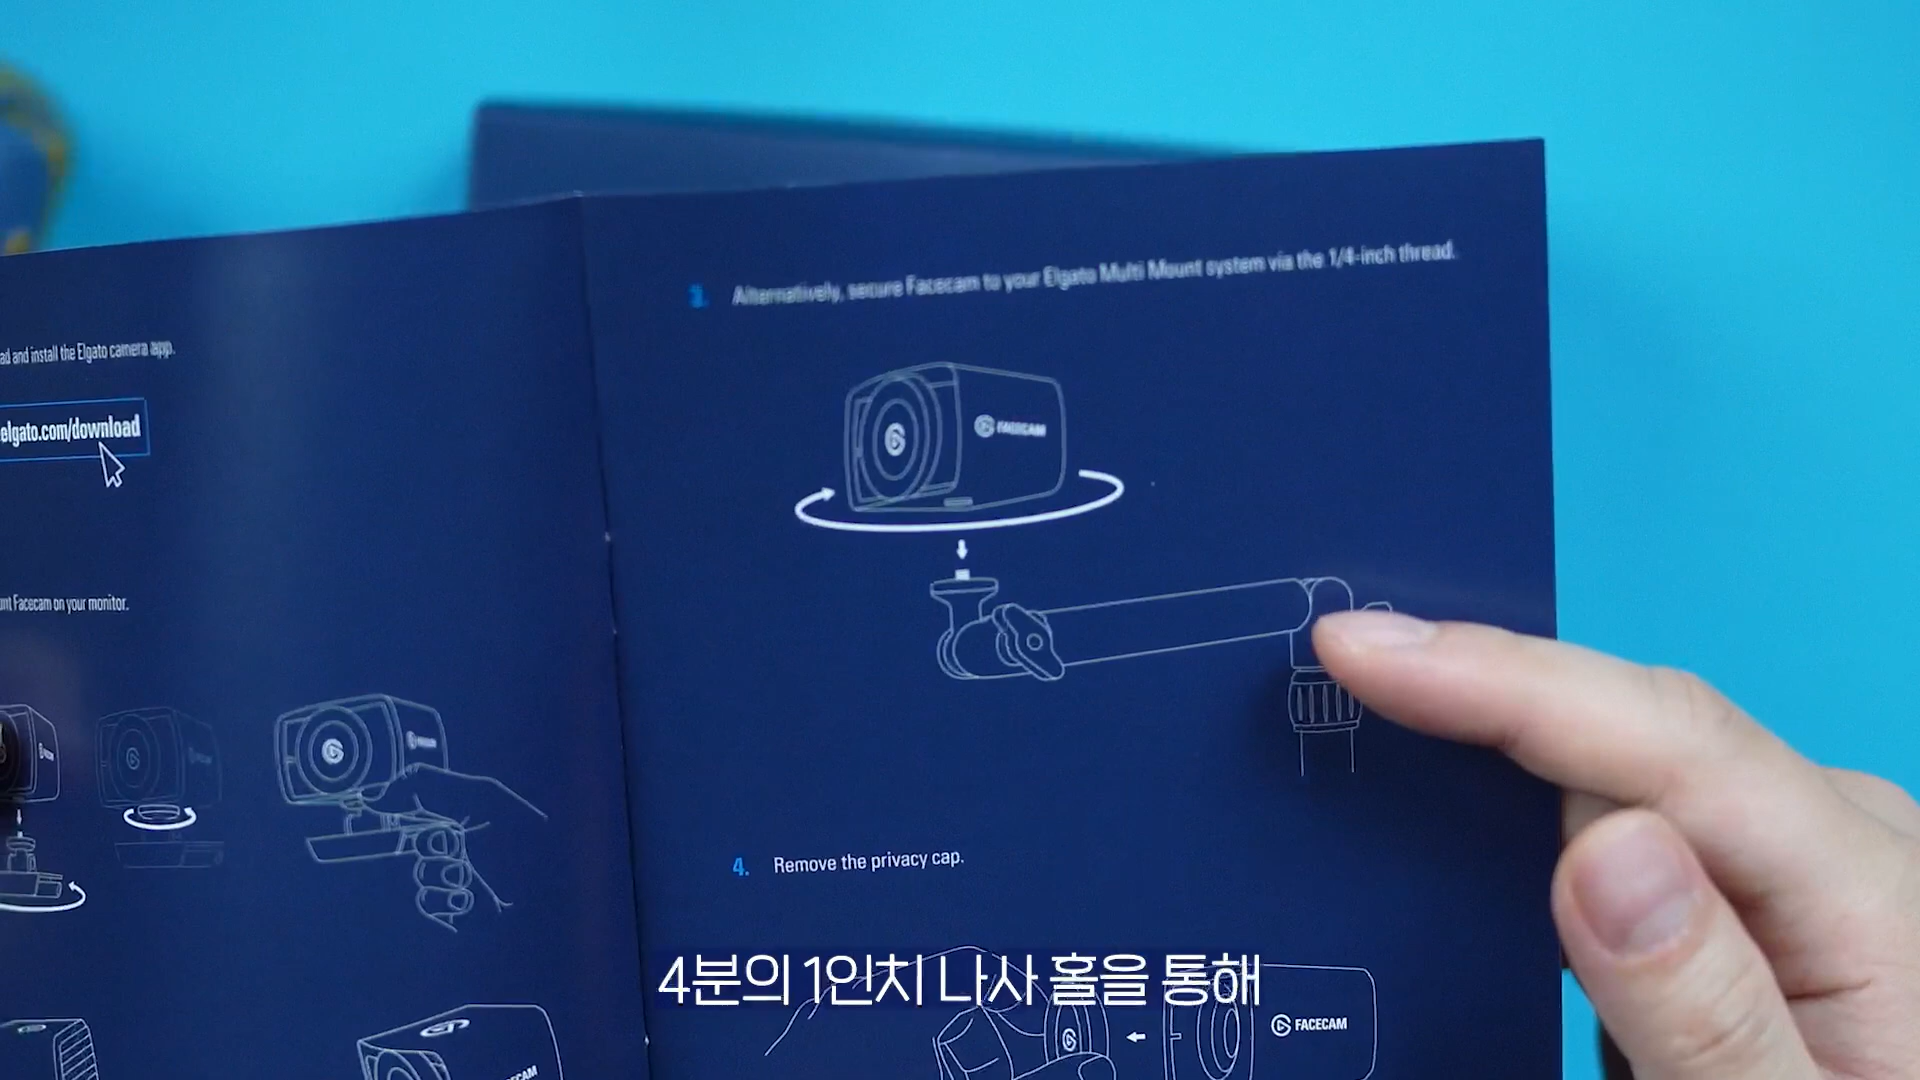 ad and install the Elgato camera app.
elgato.com/download
nt Facecam on your monitor.
3. Alternatively, secure Facecam to your Elgato Multi Mount system via the 1/4-inch thread.
FACECAM
4. Remove the privacy cap.
FACECAM
4분의 1인치 나사 홀을 통해